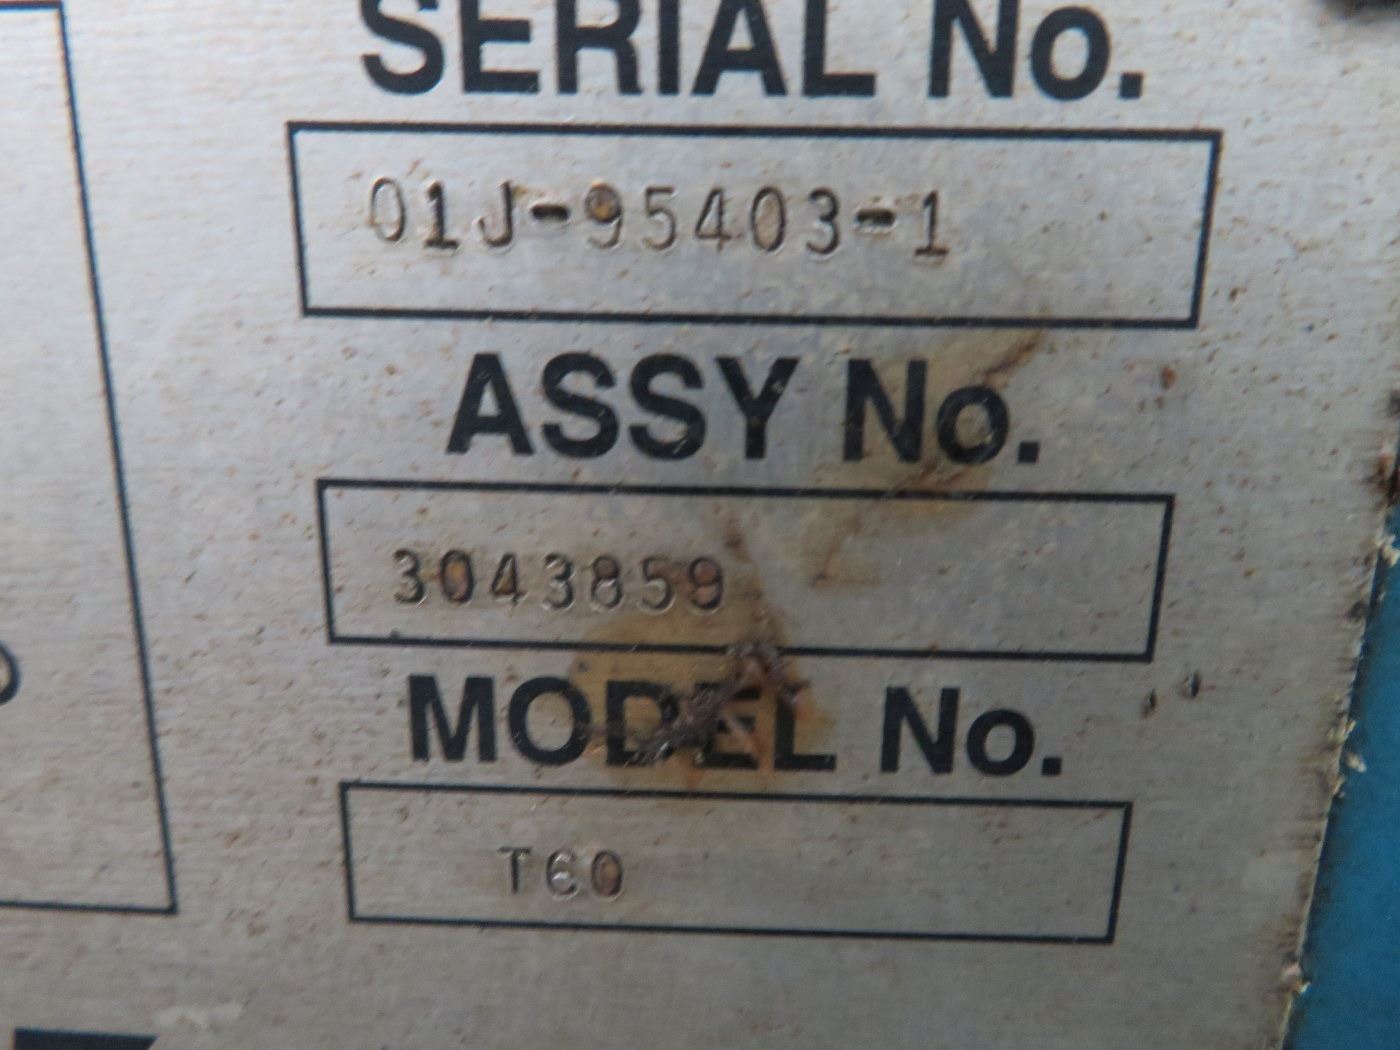 SERIAL No.
01J-95403-1
ASSY No.
3043859
MODEL No.
T60